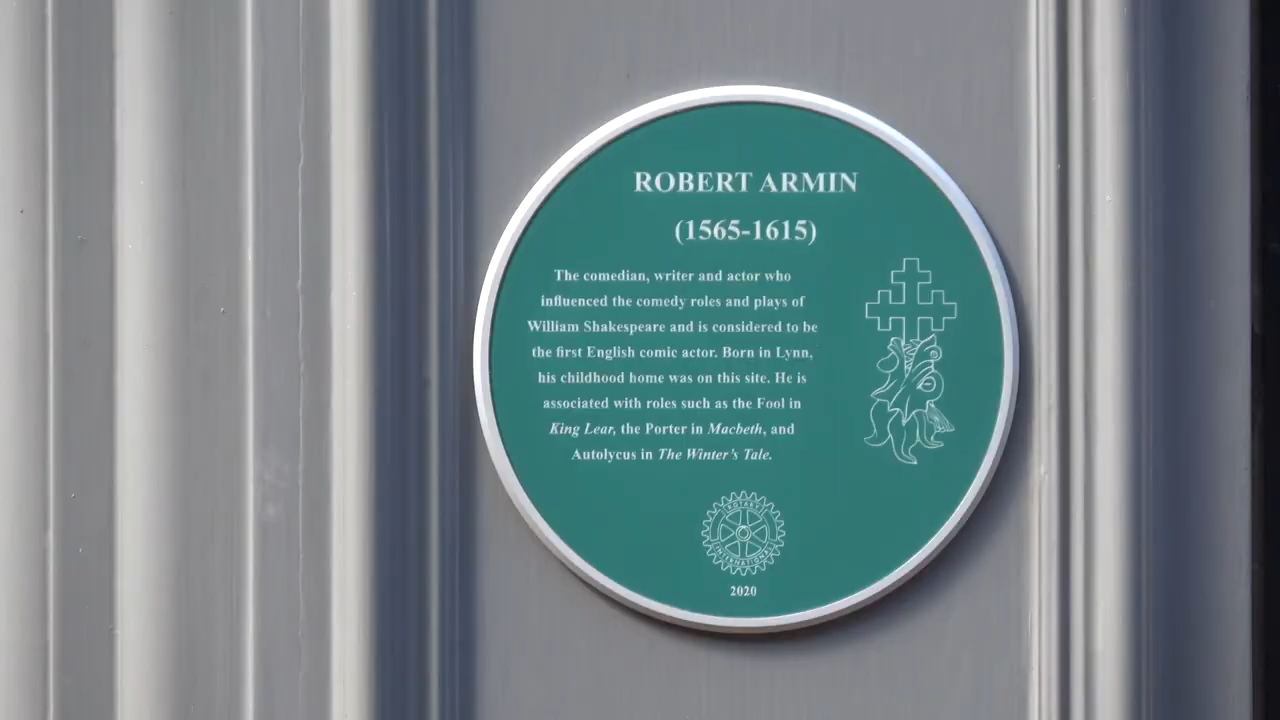 ROBERT ARMIN
(1565-1615)
The comedian, writer and actor who
influenced the comedy roles and plays of
William Shakespeare and is considered to be
the first English comic actor. Born in Lynn,
his childhood home was on this site. He is
associated with roles such as the Fool in
King Lear, the Porter in Macbeth, and
Autolycus in The Winter's Tale.
ROTARY
INTERNATIONAL
2020